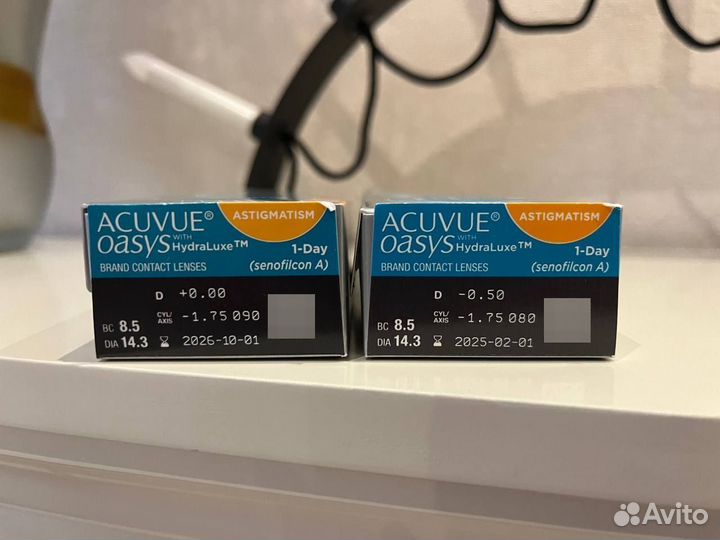 ACUVUE® ASTIGMATISM
oasys WITH HydraLuxe™ 1-Day
BRAND CONTACT LENSES (senofilcon A)
D +0.00
CYL/AXIS -1.75 090
BC 8.5
DIA 14.3 2026-10-01
ACUVUE® ASTIGMATISM
oasys WITH HydraLuxe™ 1-Day
BRAND CONTACT LENSES (senofilcon A)
D -0.50
CYL/AXIS -1.75 080
BC 8.5
DIA 14.3 2025-02-01
Avito